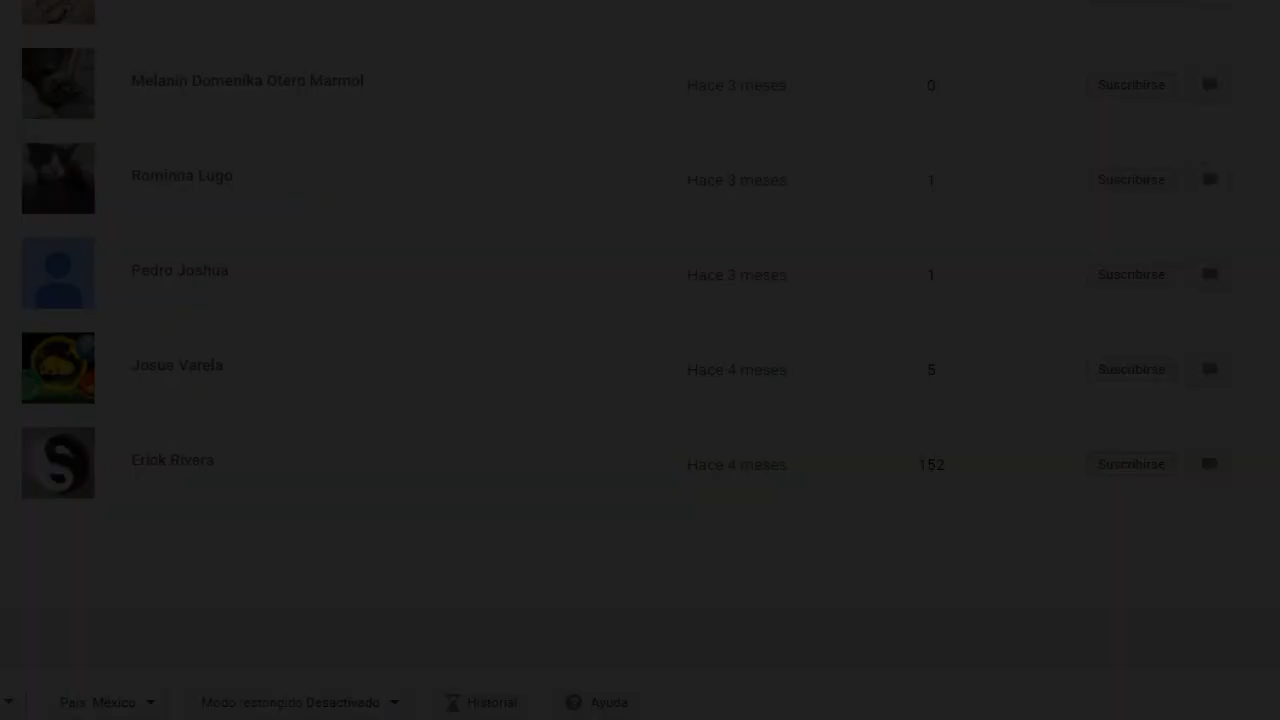 Melanin Domenika Otero Marmol Hace 3 meses 0 Suscribirse
Rominna Lugo Hace 3 meses 1 Suscribirse
Pedro Joshua Hace 3 meses 1 Suscribirse
Josue Varela Hace 4 meses 5 Suscribirse
Erick Rivera Hace 4 meses 152 Suscribirse
País: México Modo restringido: Desactivado Historial Ayuda